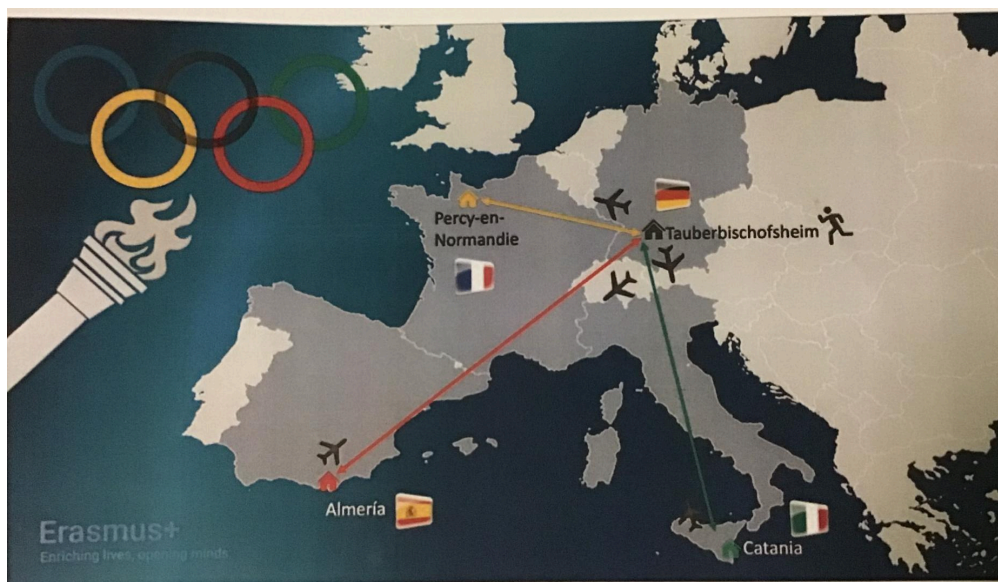 Percy-en-
Normandie
Tauberbischofsheim
Almería
Catania
Erasmus+
Enriching lives, opening minds.